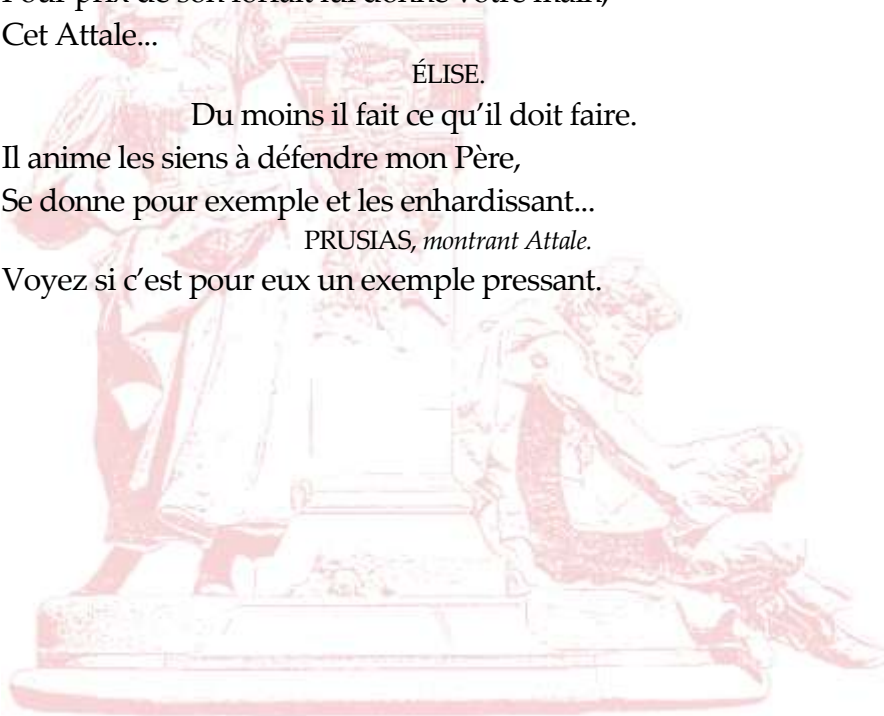 Cet Attale...
ÉLISE.
Du moins il fait ce qu’il doit faire.
Il anime les siens à défendre mon Père,
Se donne pour exemple et les enhardissant...
PRUSIAS, montrant Attale.
Voyez si c’est pour eux un exemple pressant.